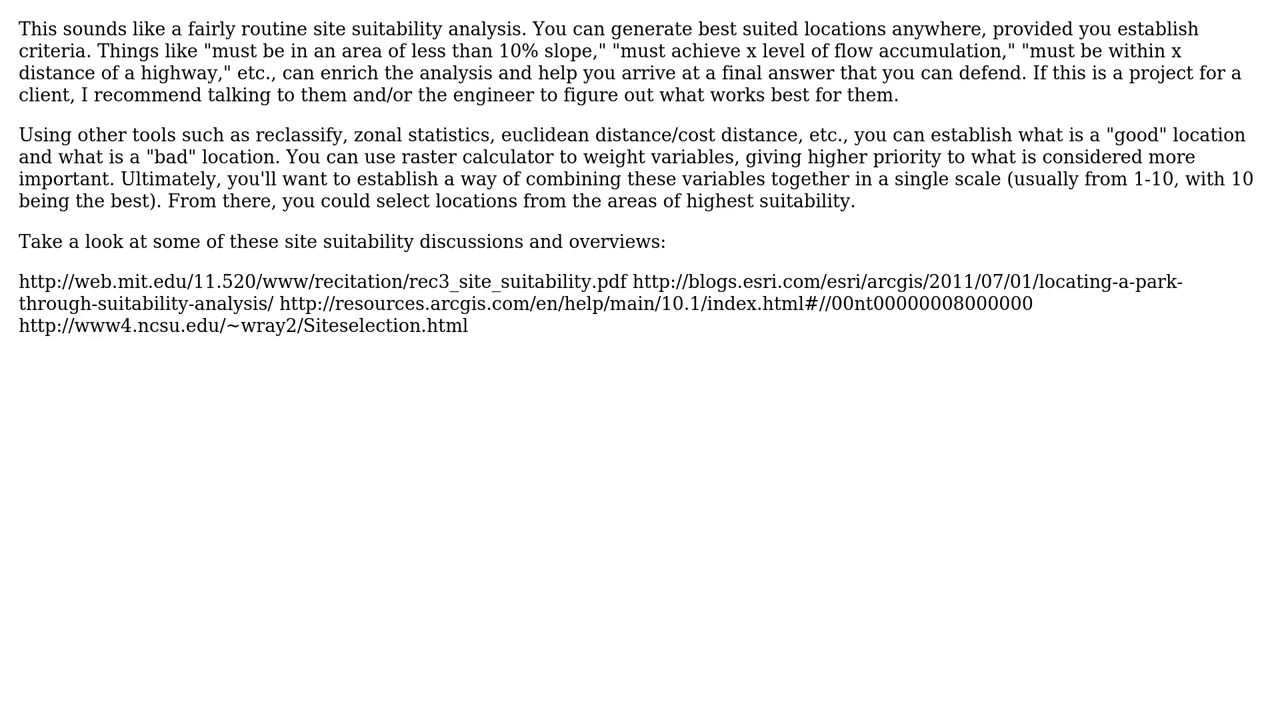 This sounds like a fairly routine site suitability analysis. You can generate best suited locations anywhere, provided you establish
criteria. Things like "must be in an area of less than 10% slope," "must achieve x level of flow accumulation," "must be within x
distance of a highway," etc., can enrich the analysis and help you arrive at a final answer that you can defend. If this is a project for a
client, I recommend talking to them and/or the engineer to figure out what works best for them.
Using other tools such as reclassify, zonal statistics, euclidean distance/cost distance, etc., you can establish what is a "good" location
and what is a "bad" location. You can use raster calculator to weight variables, giving higher priority to what is considered more
important. Ultimately, you'll want to establish a way of combining these variables together in a single scale (usually from 1-10, with 10
being the best). From there, you could select locations from the areas of highest suitability.
Take a look at some of these site suitability discussions and overviews:
http://web.mit.edu/11.520/www/recitation/rec3_site_suitability.pdf http://blogs.esri.com/esri/arcgis/2011/07/01/locating-a-park-
through-suitability-analysis/ http://resources.arcgis.com/en/help/main/10.1/index.html#//00nt00000008000000
http://www4.ncsu.edu/~wray2/Siteselection.html